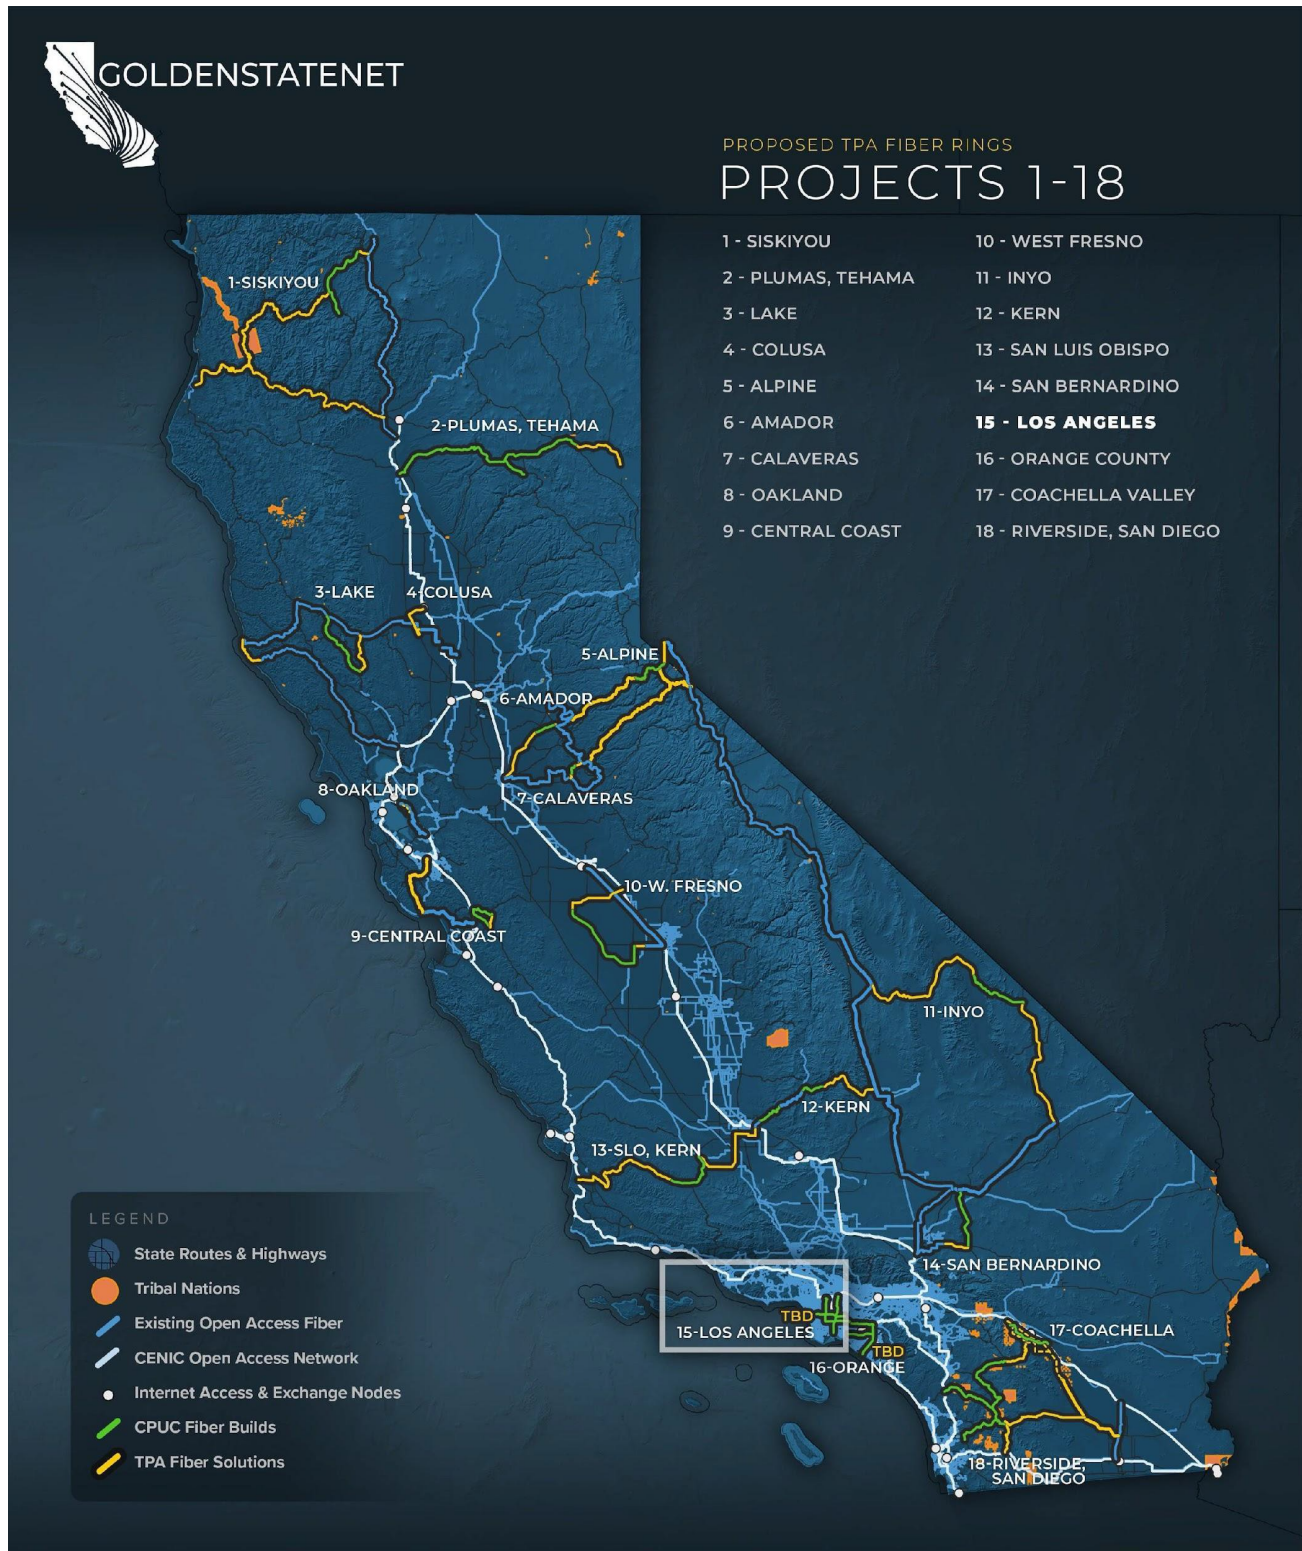 GOLDENSTATENET
PROPOSED TPA FIBER RINGS
PROJECTS 1-18
1 - SISKIYOU
2 - PLUMAS, TEHAMA
3 - LAKE
4 - COLUSA
5 - ALPINE
6 - AMADOR
7 - CALAVERAS
8 - OAKLAND
9 - CENTRAL COAST
10 - WEST FRESNO
11 - INYO
12 - KERN
13 - SAN LUIS OBISPO
14 - SAN BERNARDINO
15 - LOS ANGELES
16 - ORANGE COUNTY
17 - COACHELLA VALLEY
18 - RIVERSIDE, SAN DIEGO
1-SISKIYOU
2-PLUMAS, TEHAMA
3-LAKE
4-COLUSA
5-ALPINE
6-AMADOR
8-OAKLAND
7-CALAVERAS
10-W. FRESNO
9-CENTRAL COAST
11-INYO
12-KERN
13-SLO, KERN
14-SAN BERNARDINO
TBD
15-LOS ANGELES
17-COACHELLA
TBD
16-ORANGE
18-RIVERSIDE,
SAN DIEGO
LEGEND
State Routes & Highways
Tribal Nations
Existing Open Access Fiber
CENIC Open Access Network
Internet Access & Exchange Nodes
CPUC Fiber Builds
TPA Fiber Solutions